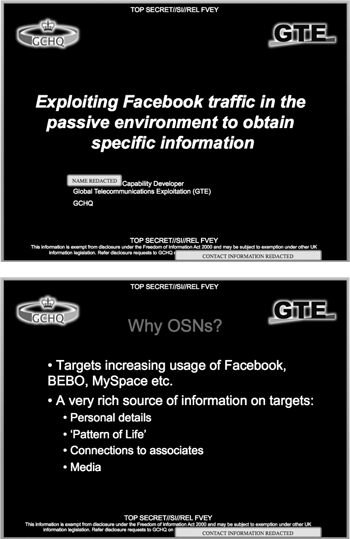 TOP SECRET//SI//REL FVEY
GCHQ
GTE
Exploiting Facebook traffic in the
passive environment to obtain
specific information
NAME REDACTED Capability Developer
Global Telecommunications Exploitation (GTE)
GCHQ
TOP SECRET//SI//REL FVEY
This information is exempt from disclosure under the Freedom of Information Act 2000 and may be subject to exemption under other UK
information legislation. Refer disclosure requests to GCHQ on CONTACT INFORMATION REDACTED
TOP SECRET//SI//REL FVEY
GCHQ
GTE
Why OSNs?
• Targets increasing usage of Facebook,
BEBO, MySpace etc.
• A very rich source of information on targets:
• Personal details
• ‘Pattern of Life’
• Connections to associates
• Media
TOP SECRET//SI//REL FVEY
This information is exempt from disclosure under the Freedom of Information Act 2000 and may be subject to exemption under other UK
information legislation. Refer disclosure requests to GCHQ on CONTACT INFORMATION REDACTED